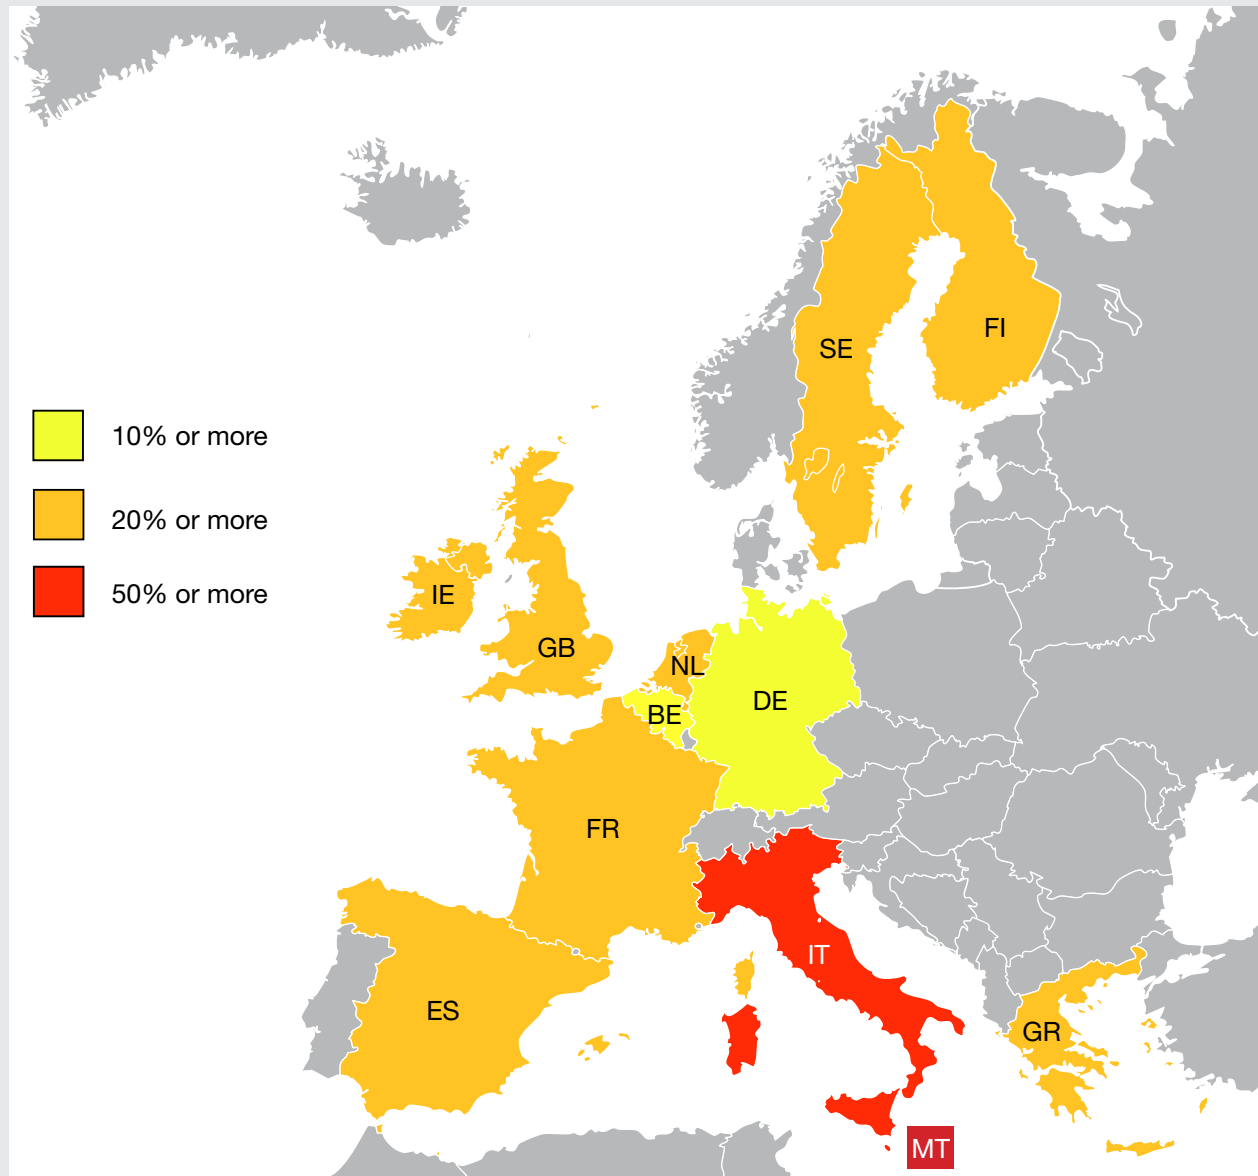 FI
SE
10% or more
20% or more
50% or more
IE
GB
NL
BE
DE
FR
IT
ES
GR
MT